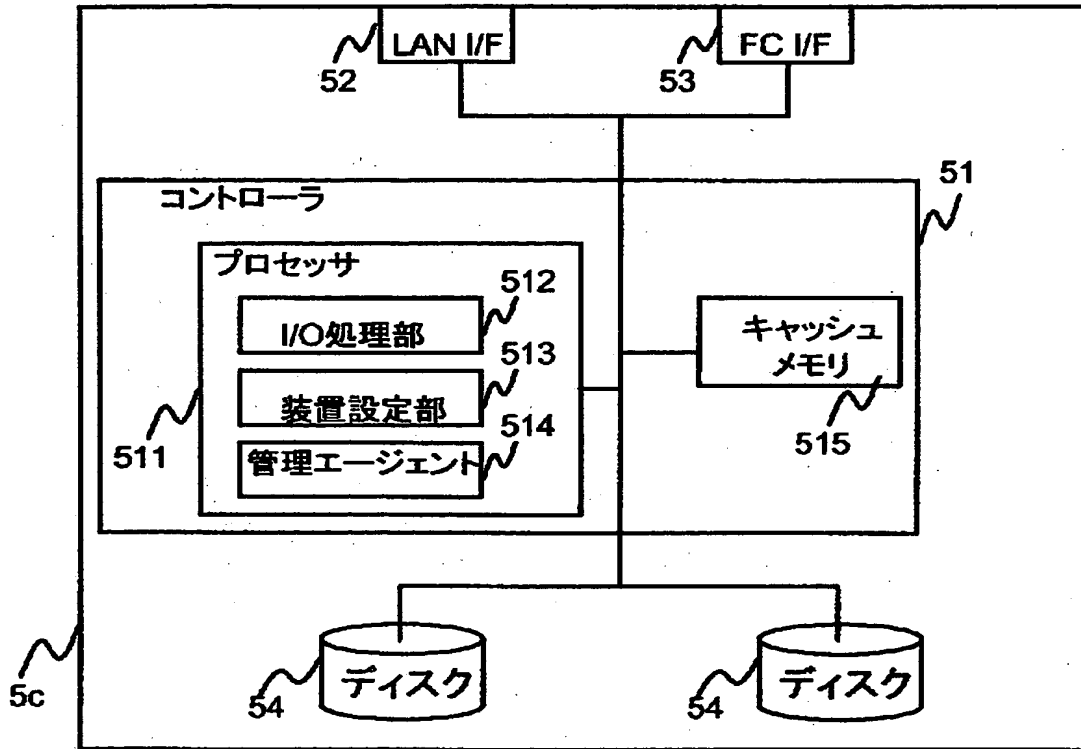 LAN I/F
FC I/F
52
53
コントローラ
51
プロセッサ
512
I/O処理部
513
装置設定部
514
管理エージェント
511
キャッシュ
メモリ
515
ディスク
54
ディスク
54
5c